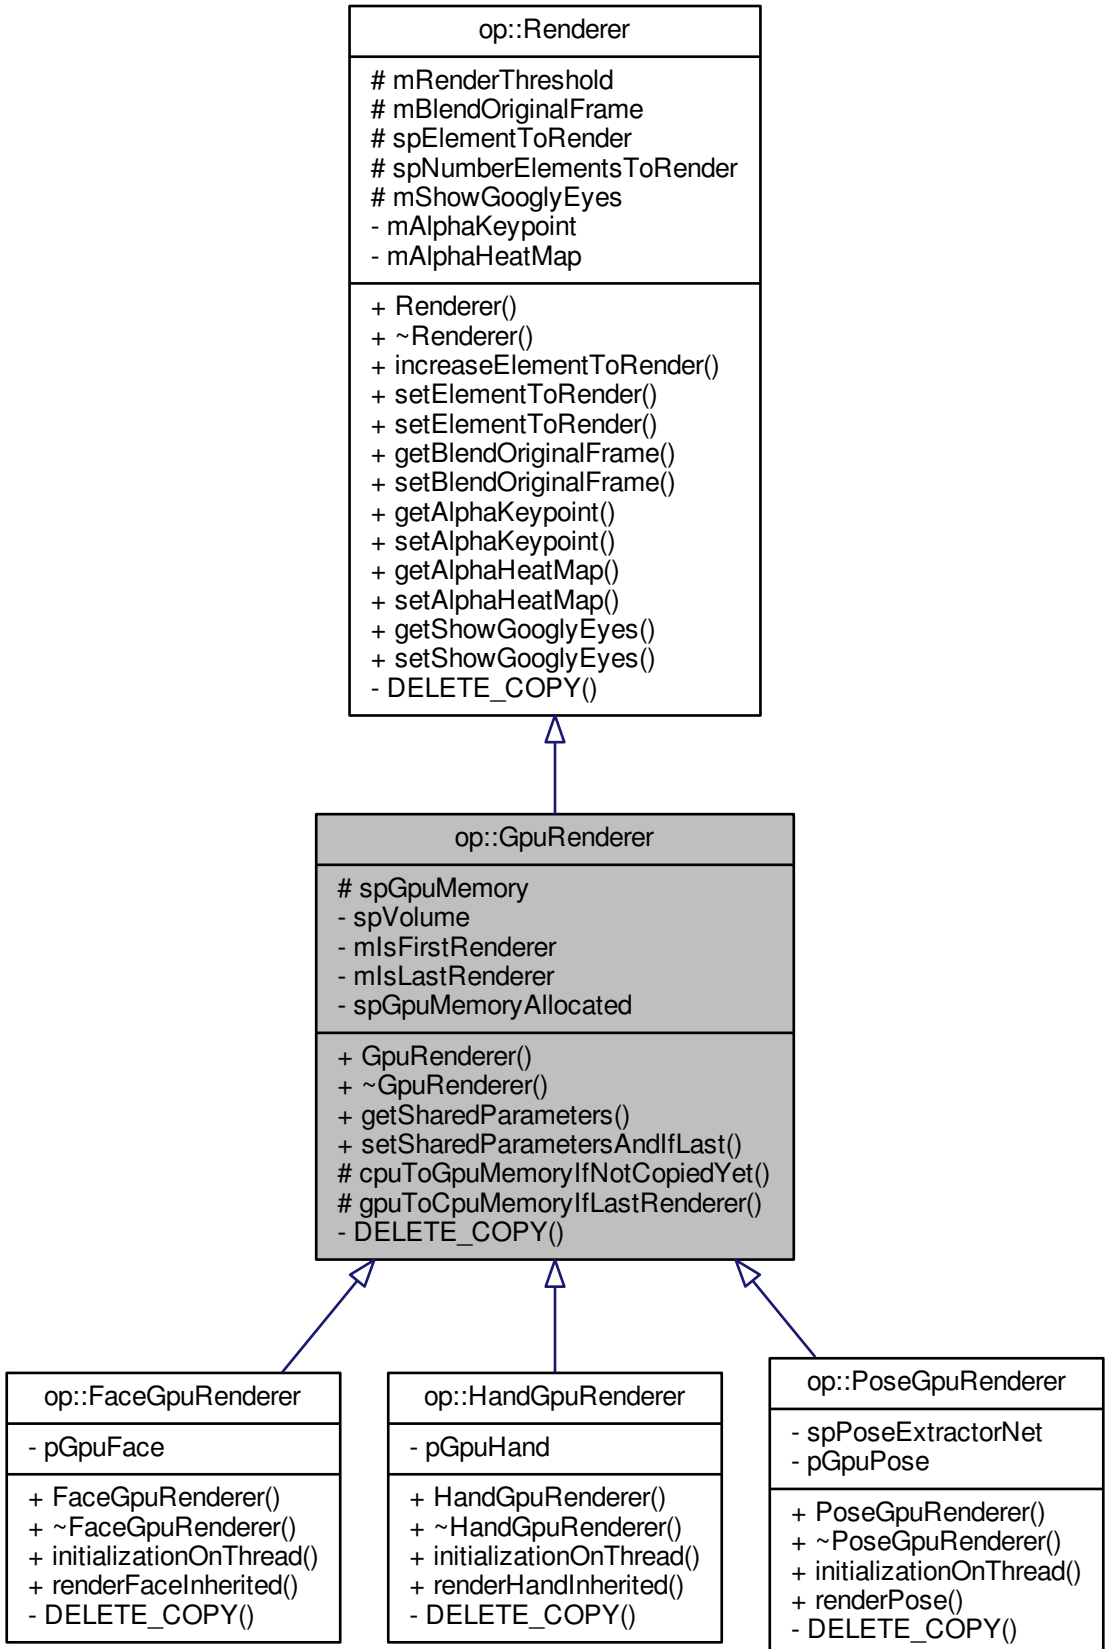 op::Renderer
# mRenderThreshold
# mBlendOriginalFrame
# spElementToRender
# spNumberElementsToRender
# mShowGooglyEyes
- mAlphaKeypoint
- mAlphaHeatMap
+ Renderer()
+ ~Renderer()
+ increaseElementToRender()
+ setElementToRender()
+ setElementToRender()
+ getBlendOriginalFrame()
+ setBlendOriginalFrame()
+ getAlphaKeypoint()
+ setAlphaKeypoint()
+ getAlphaHeatMap()
+ setAlphaHeatMap()
+ getShowGooglyEyes()
+ setShowGooglyEyes()
- DELETE_COPY()
op::GpuRenderer
# spGpuMemory
- spVolume
- mIsFirstRenderer
- mIsLastRenderer
- spGpuMemoryAllocated
+ GpuRenderer()
+ ~GpuRenderer()
+ getSharedParameters()
+ setSharedParametersAndIfLast()
# cpuToGpuMemoryIfNotCopiedYet()
# gpuToCpuMemoryIfLastRenderer()
- DELETE_COPY()
op::FaceGpuRenderer
- pGpuFace
+ FaceGpuRenderer()
+ ~FaceGpuRenderer()
+ initializationOnThread()
+ renderFaceInherited()
- DELETE_COPY()
op::HandGpuRenderer
- pGpuHand
+ HandGpuRenderer()
+ ~HandGpuRenderer()
+ initializationOnThread()
+ renderHandInherited()
- DELETE_COPY()
op::PoseGpuRenderer
- spPoseExtractorNet
- pGpuPose
+ PoseGpuRenderer()
+ ~PoseGpuRenderer()
+ initializationOnThread()
+ renderPose()
- DELETE_COPY()